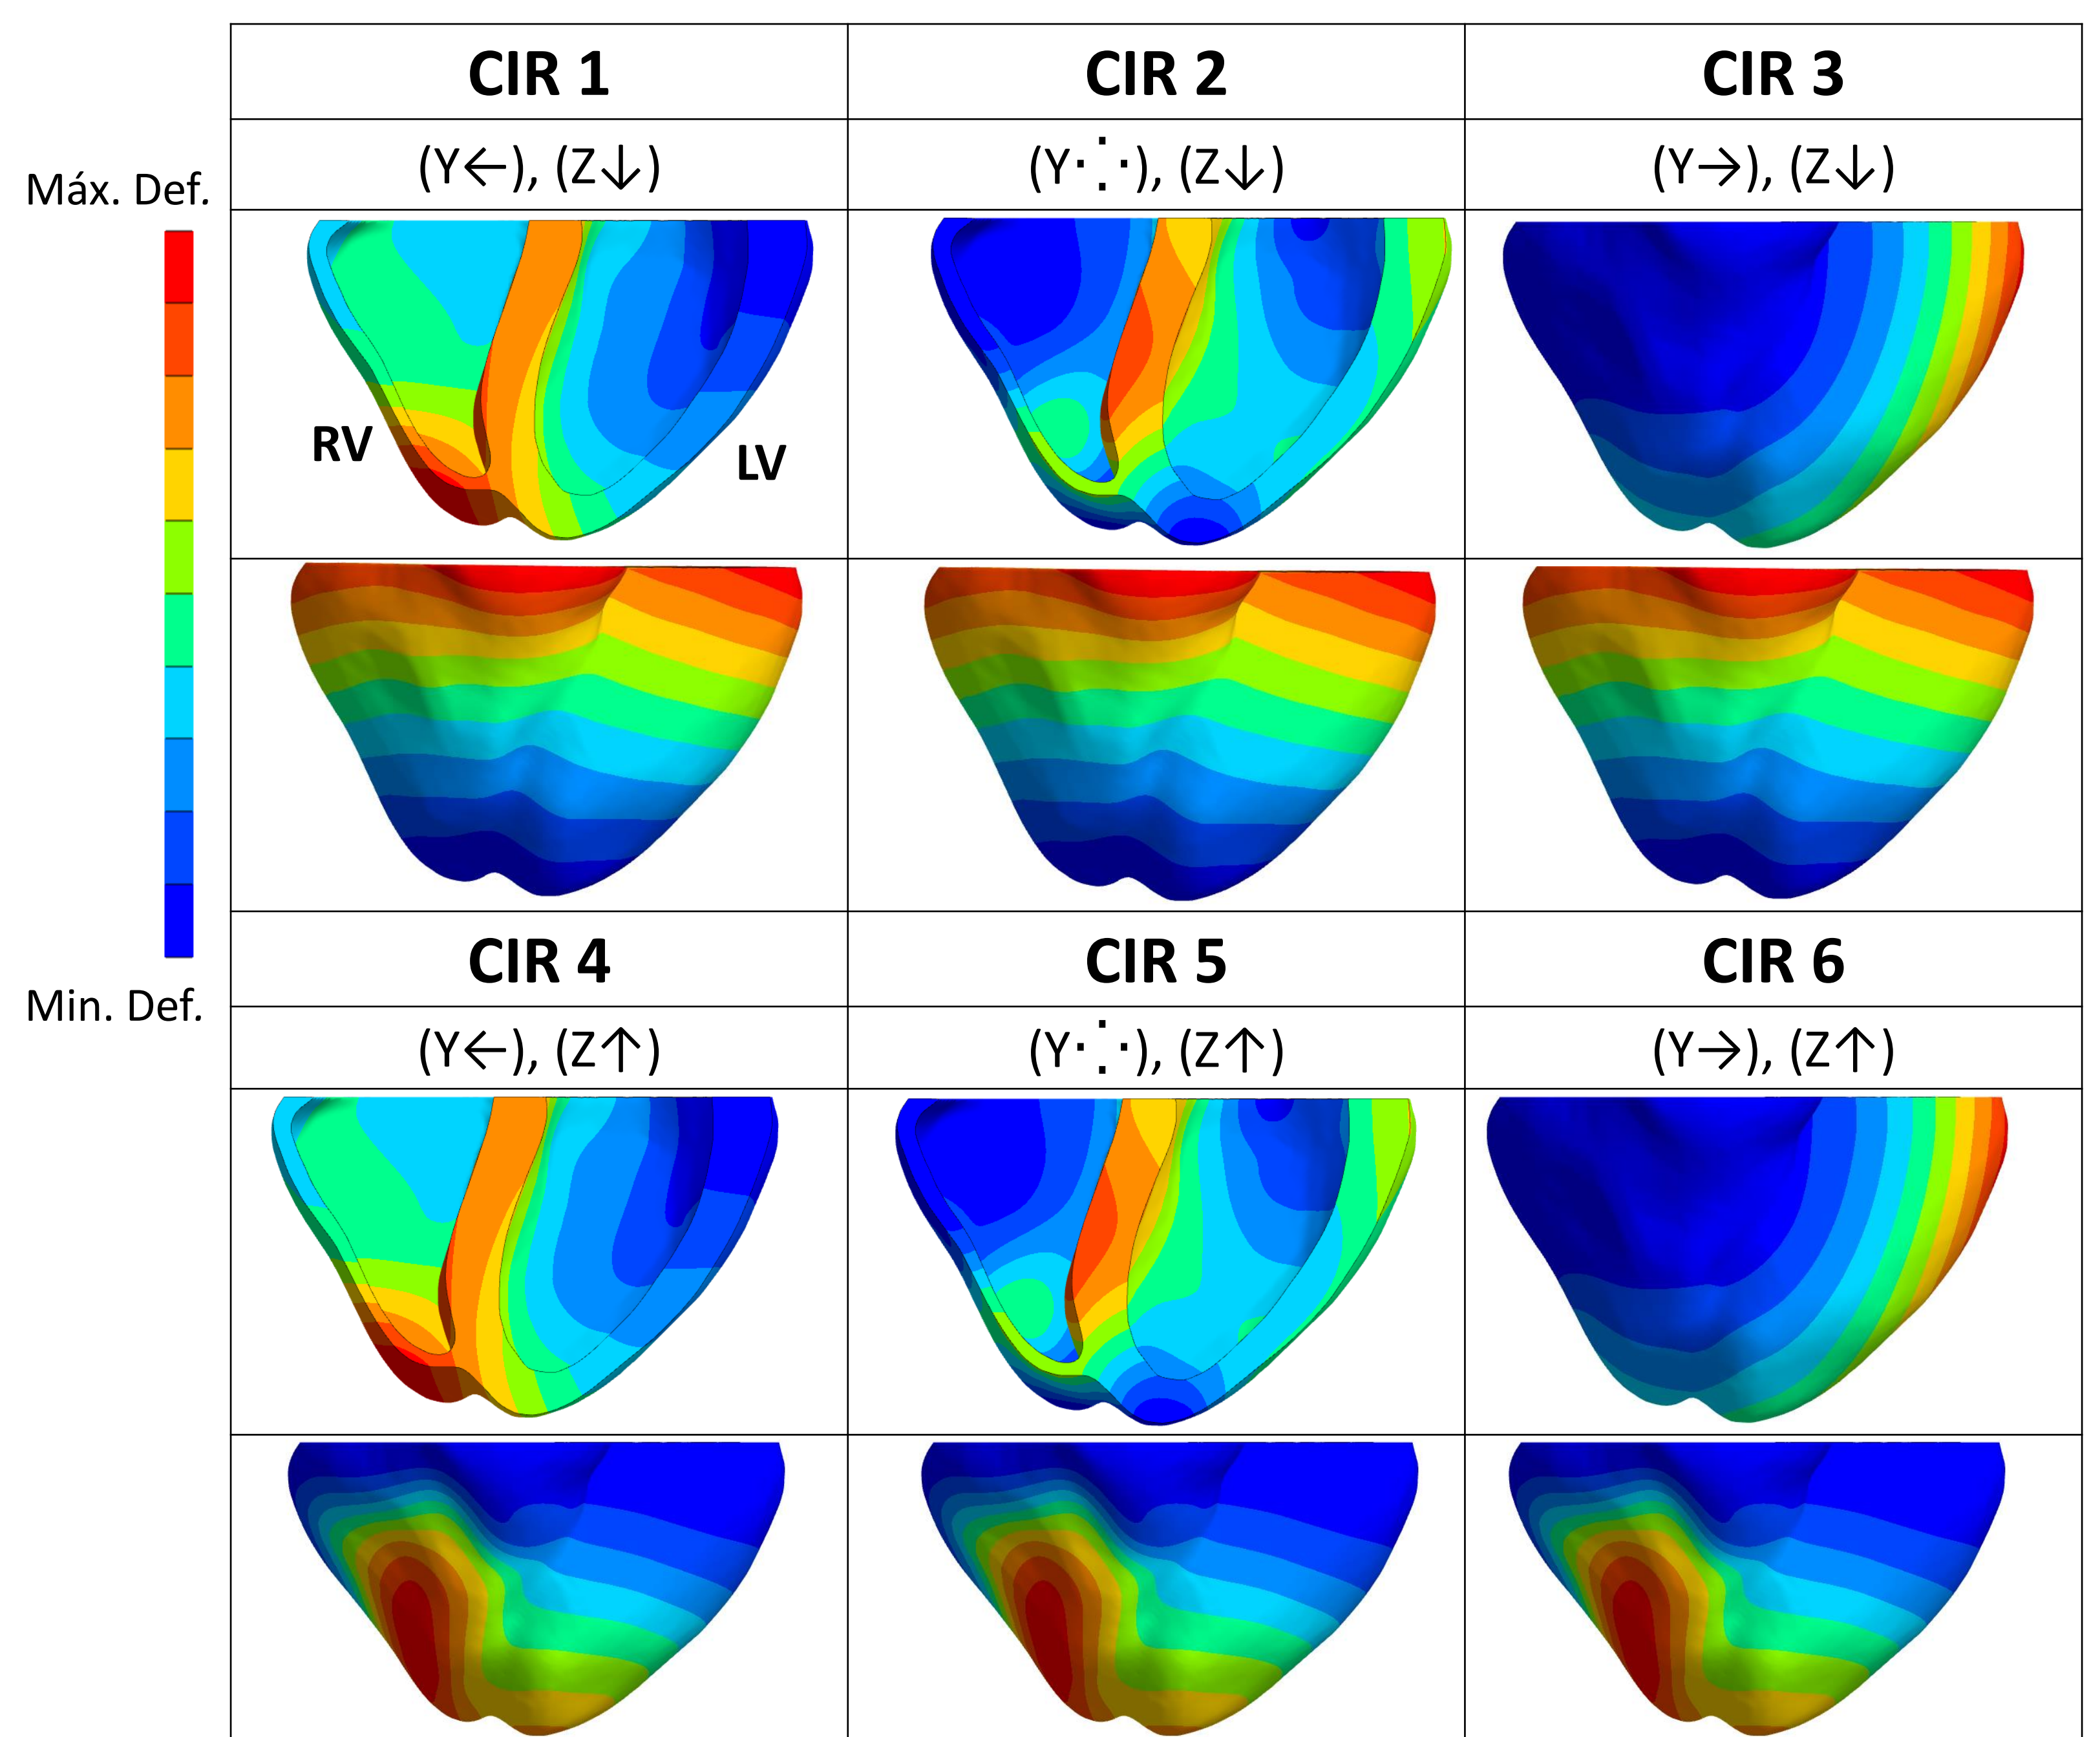 CIR 1
CIR 2
CIR 3
(Y←), (Z↓)
(Y⋅⁚⋅), (Z↓)
(Y→), (Z↓)
Máx. Def.
RV
LV
CIR 4
CIR 5
CIR 6
Min. Def.
(Y←), (Z↑)
(Y⋅⁚⋅), (Z↑)
(Y→), (Z↑)